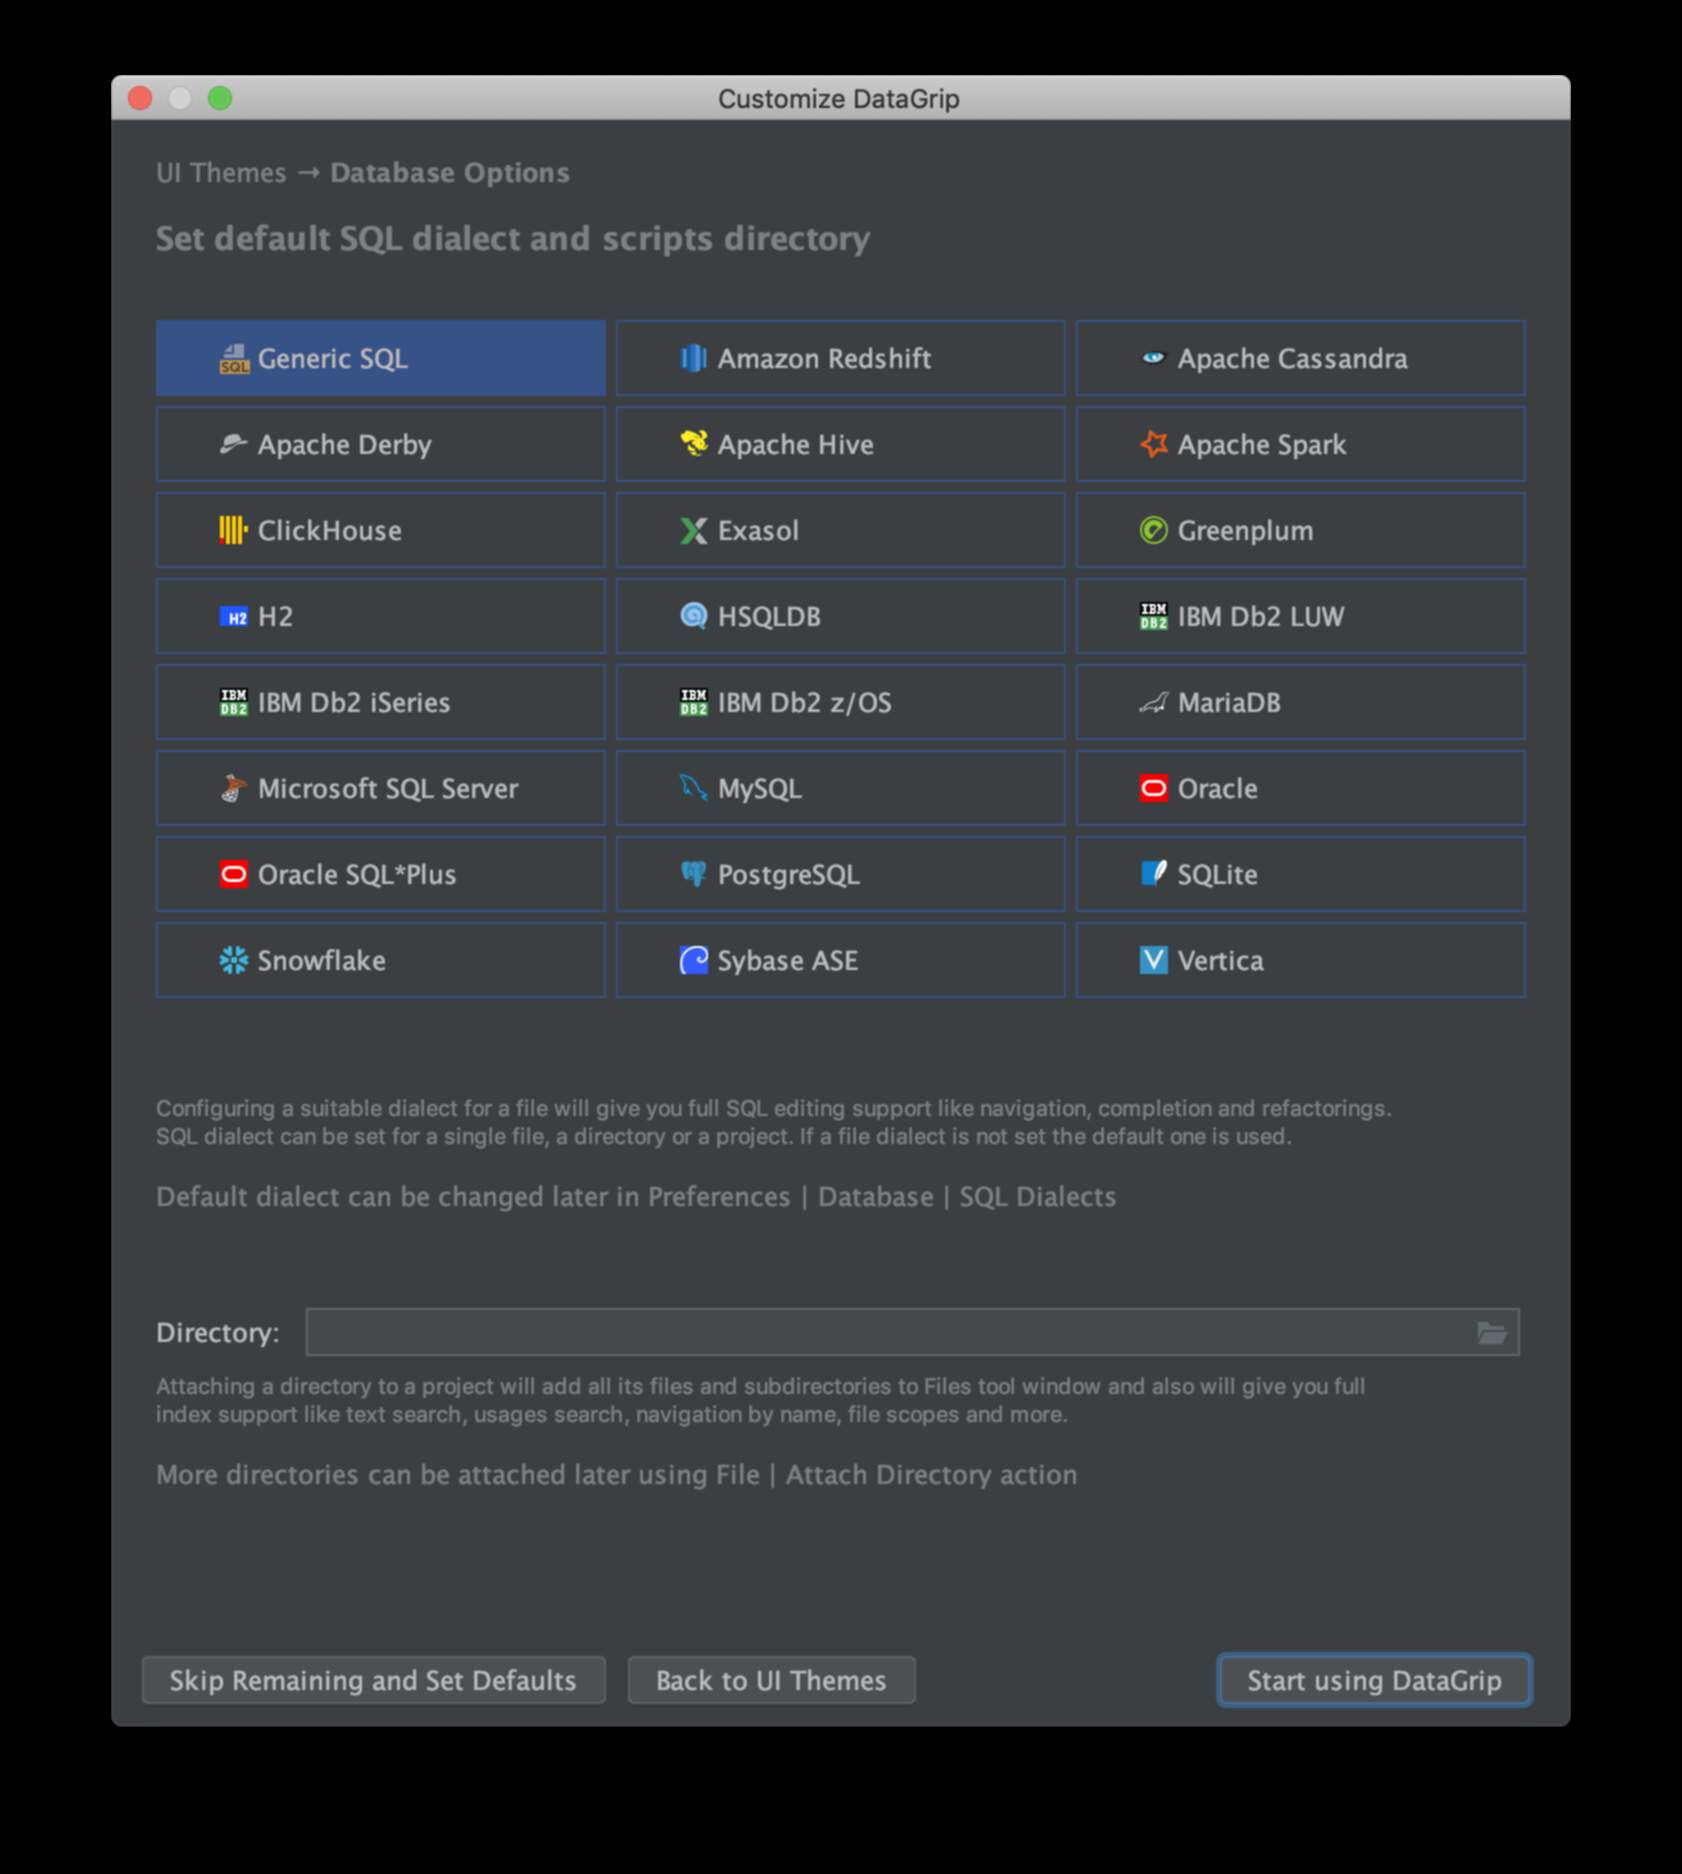 Customize DataGrip
UI Themes → Database Options
Set default SQL dialect and scripts directory
SQL Generic SQL
Amazon Redshift
Apache Cassandra
Apache Derby
Apache Hive
Apache Spark
ClickHouse
Exasol
Greenplum
H2 H2
HSQLDB
IBM DB2 IBM Db2 LUW
IBM DB2 IBM Db2 iSeries
IBM DB2 IBM Db2 z/OS
MariaDB
Microsoft SQL Server
MySQL
Oracle
Oracle SQL*Plus
PostgreSQL
SQLite
Snowflake
Sybase ASE
V Vertica
Configuring a suitable dialect for a file will give you full SQL editing support like navigation, completion and refactorings.
SQL dialect can be set for a single file, a directory or a project. If a file dialect is not set the default one is used.
Default dialect can be changed later in Preferences | Database | SQL Dialects
Directory:
Attaching a directory to a project will add all its files and subdirectories to Files tool window and also will give you full
index support like text search, usages search, navigation by name, file scopes and more.
More directories can be attached later using File | Attach Directory action
Skip Remaining and Set Defaults
Back to UI Themes
Start using DataGrip